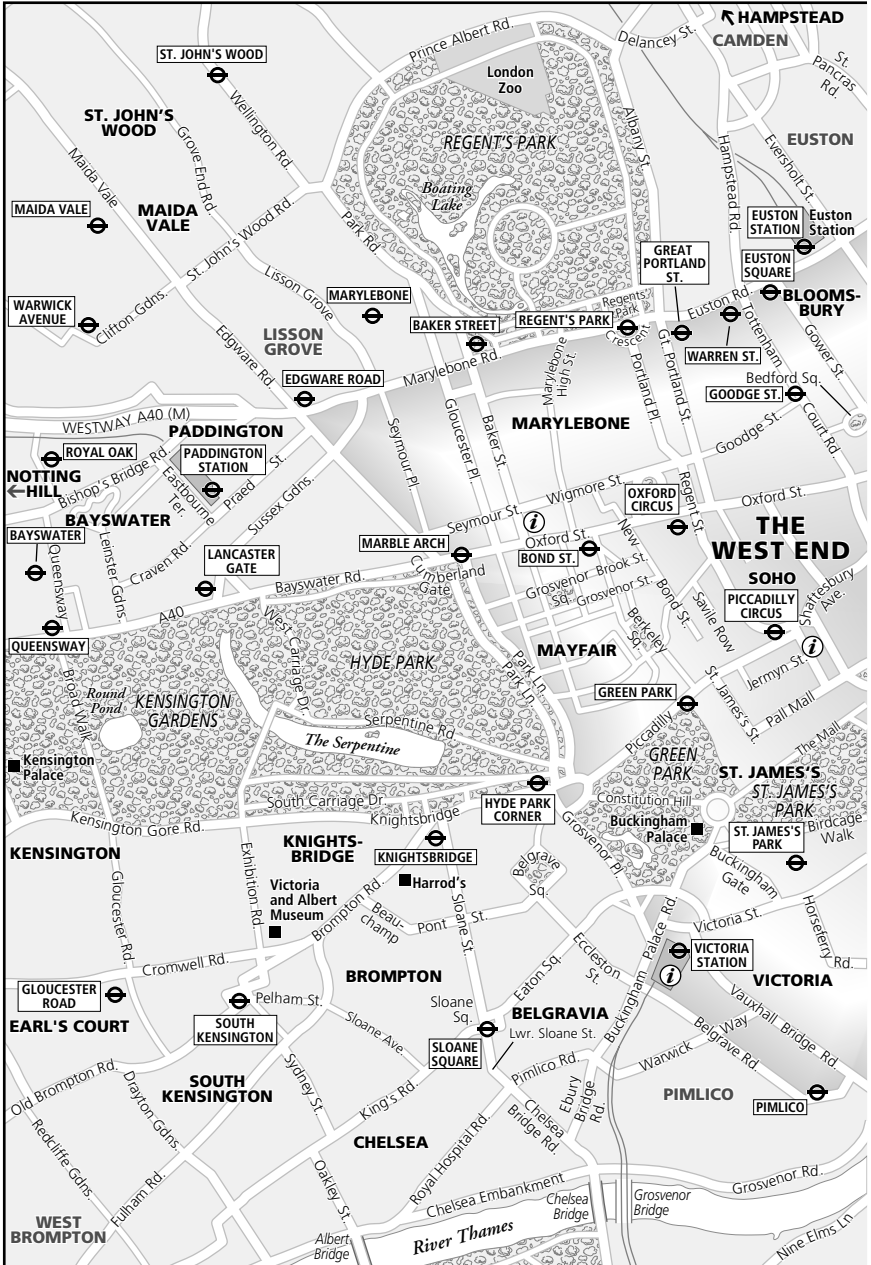 HAMPSTEAD
CAMDEN
Delancey St.
St.
Pancras
Rd.
Prince Albert Rd.
London
Zoo
ST. JOHN'S WOOD
ST. JOHN'S
WOOD
Wellington Rd.
Grove End Rd.
Maida Vale
REGENT'S PARK
Albany St.
Hampstead Rd.
Eversholt St.
EUSTON
Boating
Lake
MAIDA VALE
MAIDA
VALE
St. John's Wood Rd.
Park Rd.
EUSTON
STATION
Euston
Station
GREAT
PORTLAND
ST.
EUSTON
SQUARE
BLOOMS-
BURY
WARWICK
AVENUE
Clifton Gdns.
Lisson Grove
MARYLEBONE
LISSON
GROVE
Edgware Rd.
BAKER STREET
REGENT'S PARK
Regents
Park
Crescent
Euston Rd.
WARREN ST.
Tottenham
Court Rd
Gower St.
Bedford Sq.
GOODGE ST.
Goodge St.
EDGWARE ROAD
Marylebone Rd.
Marylebone
High St.
Portland Pl.
Gt. Portland St.
MARYLEBONE
WESTWAY A40 (M)
PADDINGTON
ROYAL OAK
PADDINGTON
STATION
NOTTING
HILL
Bishop's Bridge Rd.
Eastbourne
Ter.
Praed St.
Sussex Gdns.
Seymour Pl.
Gloucester Pl.
Baker St.
Wigmore St.
Seymour St.
OXFORD
CIRCUS
Regent St.
Oxford St.
THE
WEST END
BAYSWATER
BAYSWATER
Queensway
Leinster Gdns.
Craven Rd.
LANCASTER
GATE
MARBLE ARCH
Cumberland
Gate
i
Oxford St.
BOND ST.
New
Bond St.
Grosvenor
Sq.
Brook St.
Grosvenor St.
Berkeley
Sq.
Savile Row
SOHO
PICCADILLY
CIRCUS
Shaftesbury
Ave.
i
Bayswater Rd.
A40
QUEENSWAY
Broad Walk
West Carriage Dr.
HYDE PARK
Park Ln.
Park Ln.
MAYFAIR
Jermyn St.
St. James's St.
Pall Mall
GREEN PARK
Piccadilly
Round
Pond
KENSINGTON
GARDENS
Serpentine Rd
The Serpentine
Kensington
Palace
The Mall
GREEN
PARK
ST. JAMES'S
ST. JAMES'S
PARK
South Carriage Dr.
Knightsbridge
HYDE PARK
CORNER
Constitution Hill
Buckingham
Palace
ST. JAMES'S
PARK
Birdcage
Walk
Kensington Gore Rd.
KENSINGTON
KNIGHTS-
BRIDGE
KNIGHTSBRIDGE
Harrod's
Belgrave
Sq.
Grosvenor Pl.
Buckingham
Gate
Exhibition Rd.
Victoria
and Albert
Museum
Gloucester Rd.
Brompton Rd.
Beau-
champ
Pont St.
Sloane St.
Victoria St.
Horseferry
Rd.
Cromwell Rd.
BROMPTON
Eaton Sq.
Eccleston
St.
Buckingham Palace Rd.
VICTORIA
STATION
i
VICTORIA
GLOUCESTER
ROAD
EARL'S COURT
Pelham St.
SOUTH
KENSINGTON
Sloane
Sq.
SLOANE
SQUARE
BELGRAVIA
Lwr. Sloane St.
Sloane Ave.
Vauxhall Bridge Rd.
Belgrave Rd.
Warwick Way
Pimlico Rd.
PIMLICO
PIMLICO
Old Brompton Rd.
SOUTH
KENSINGTON
Drayton Gdns.
Sydney St.
King's Rd.
Ebury
Bridge
Rd.
Chelsea
Bridge Rd.
CHELSEA
Redcliffe Gdns.
Fulham Rd.
Oakley St.
Royal Hospital Rd.
Chelsea Embankment
Chelsea
Bridge
Grosvenor
Bridge
Grosvenor Rd.
WEST
BROMPTON
Albert
Bridge
River Thames
Nine Elms Ln